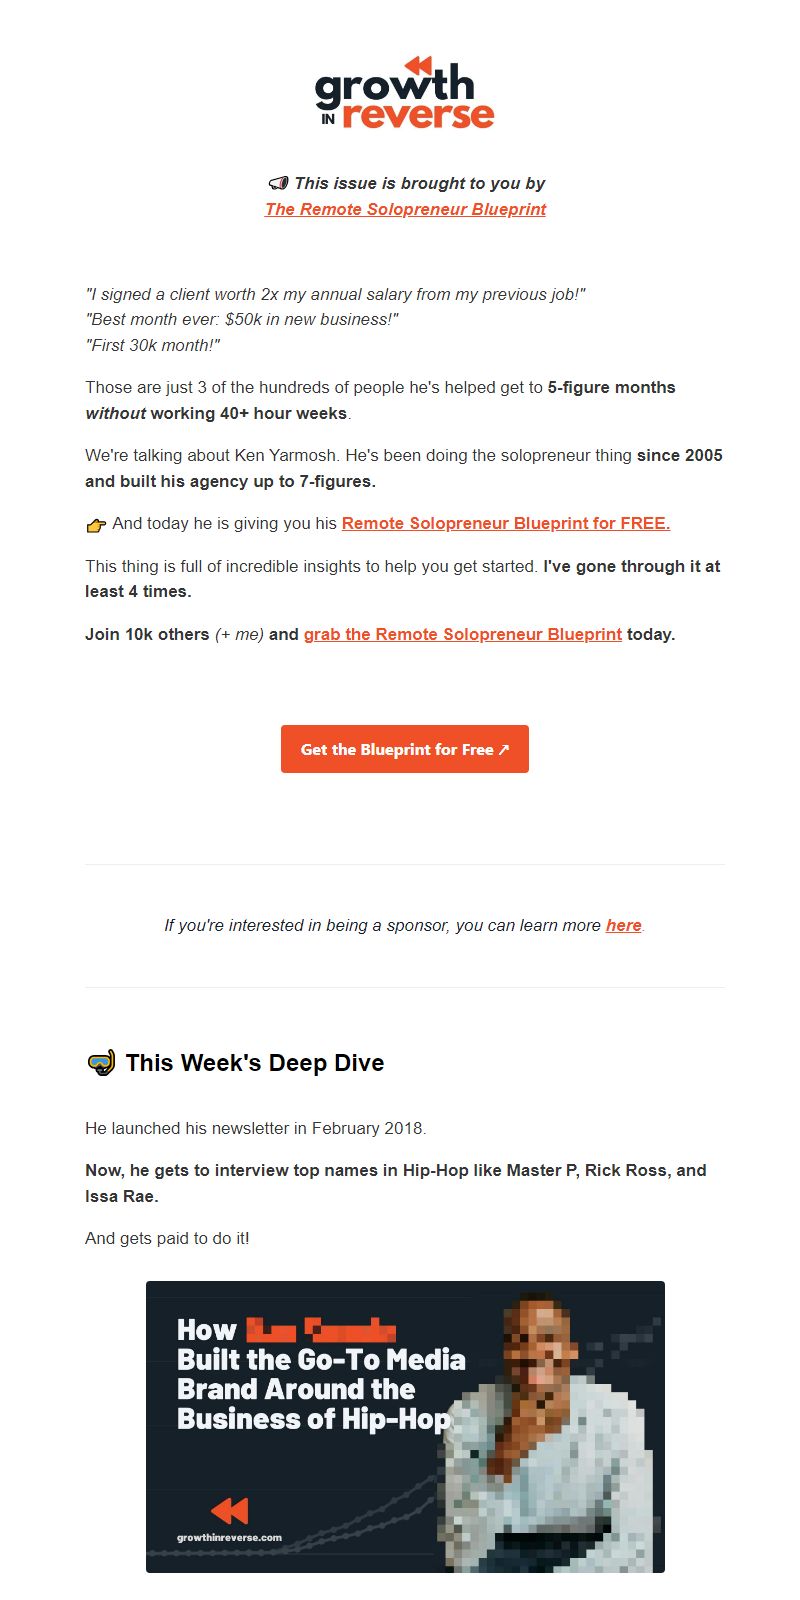 growth
IN reverse
This issue is brought to you by
The Remote Solopreneur Blueprint
"I signed a client worth 2x my annual salary from my previous job!"
"Best month ever: $50k in new business!"
"First 30k month!"
Those are just 3 of the hundreds of people he's helped get to 5-figure months
without working 40+ hour weeks.
We're talking about Ken Yarmosh. He's been doing the solopreneur thing since 2005
and built his agency up to 7-figures.
👉 And today he is giving you his Remote Solopreneur Blueprint for FREE.
This thing is full of incredible insights to help you get started. I've gone through it at
least 4 times.
Join 10k others (+ me) and grab the Remote Solopreneur Blueprint today.
Get the Blueprint for Free ↗
If you're interested in being a sponsor, you can learn more here.
This Week's Deep Dive
He launched his newsletter in February 2018.
Now, he gets to interview top names in Hip-Hop like Master P, Rick Ross, and
Issa Rae.
And gets paid to do it!
How
Built the Go-To Media
Brand Around the
Business of Hip-Hop
growthinreverse.com